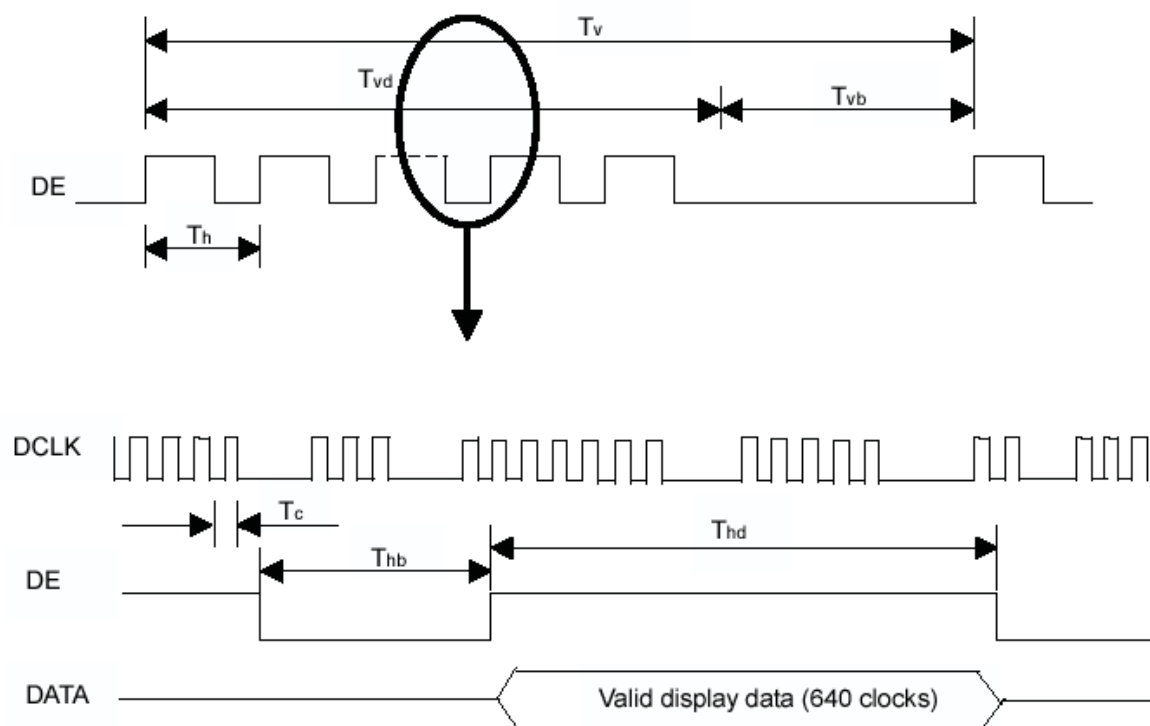 Tv
Tvd
Tvb
DE
Th
DCLK
Tc
Thd
Thb
DE
DATA
Valid display data (640 clocks)